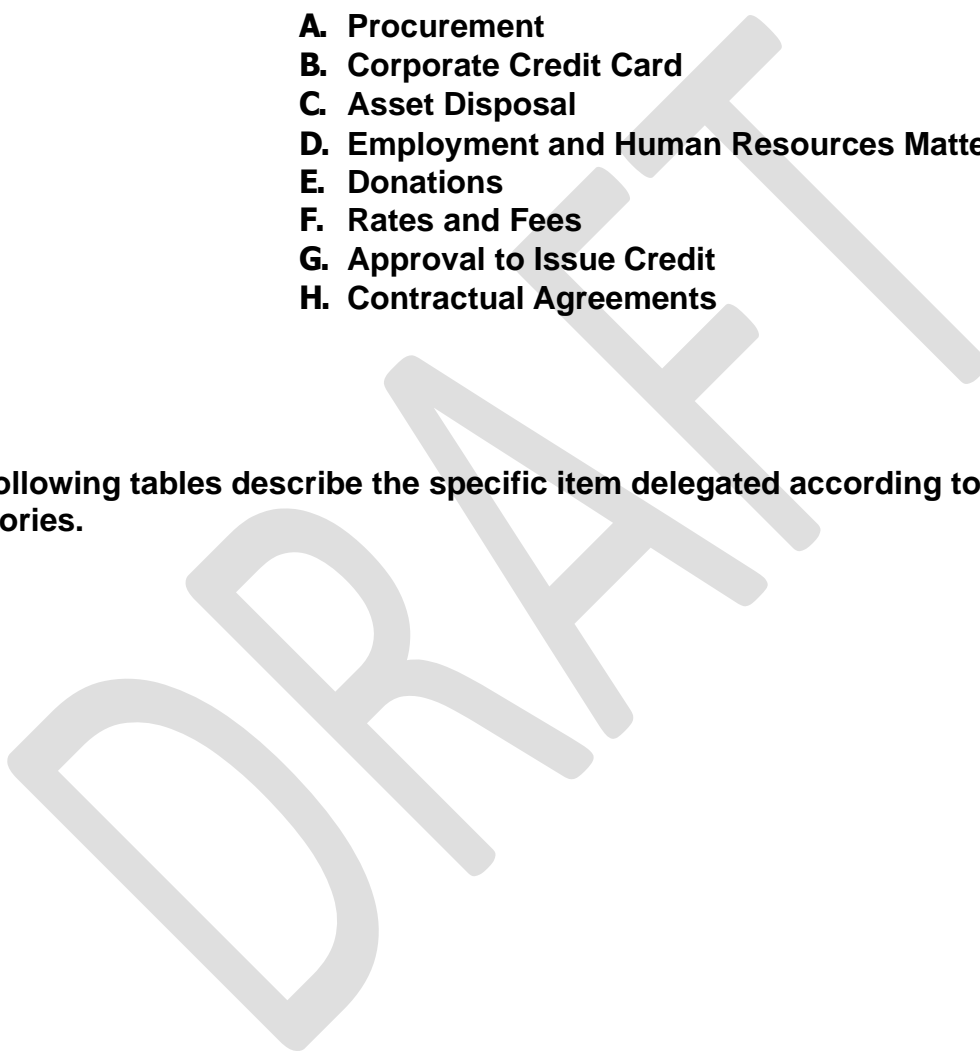 A. Procurement
B. Corporate Credit Card
C. Asset Disposal
D. Employment and Human Resources Matte
E. Donations
F. Rates and Fees
G. Approval to Issue Credit
H. Contractual Agreements
ollowing tables describe the specific item delegated according to
ories.
DRAFT